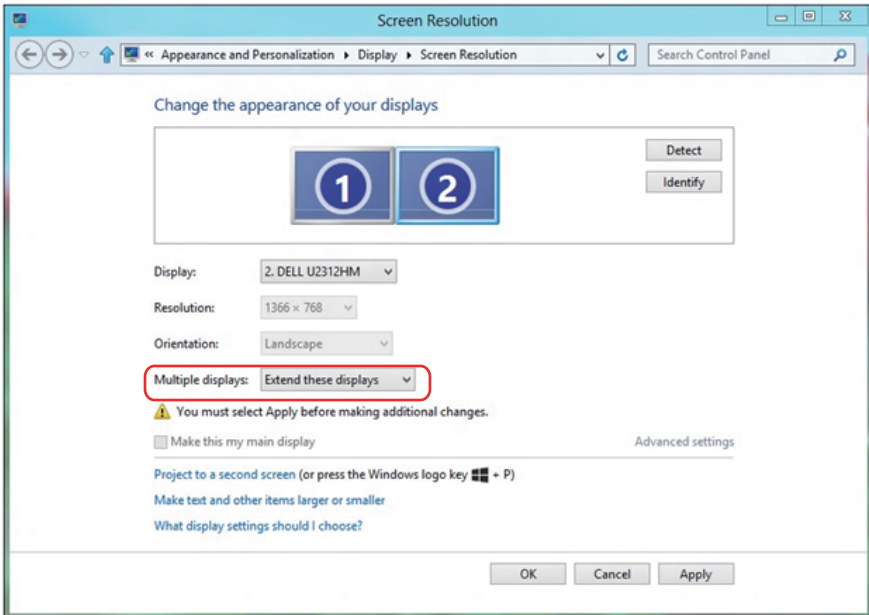 Screen Resolution
« Appearance and Personalization Display Screen Resolution Search Control Panel
Change the appearance of your displays
1 2
Detect
Identify
Display: 2. DELL U2312HM
Resolution: 1366 × 768
Orientation: Landscape
Multiple displays: Extend these displays
You must select Apply before making additional changes.
Make this my main display Advanced settings
Project to a second screen (or press the Windows logo key + P)
Make text and other items larger or smaller
What display settings should I choose?
OK Cancel Apply